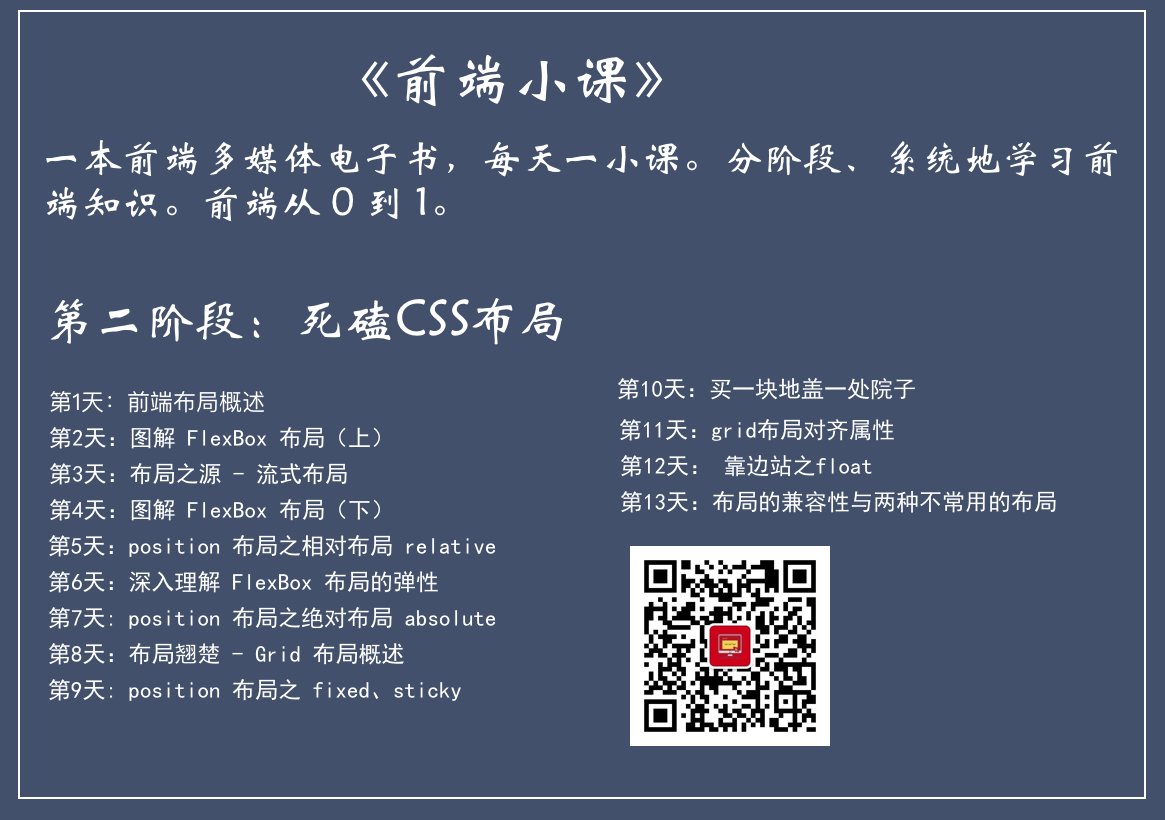 《前端小课》
一本前端多媒体电子书，每天一小课。分阶段、系统地学习前
端知识。前端从 0 到 1。
第二阶段：死磕CSS布局
第1天：前端布局概述
第2天：图解 FlexBox 布局（上）
第3天：布局之源 - 流式布局
第4天：图解 FlexBox 布局（下）
第5天：position 布局之相对布局 relative
第6天：深入理解 FlexBox 布局的弹性
第7天：position 布局之绝对布局 absolute
第8天：布局翘楚 - Grid 布局概述
第9天：position 布局之 fixed、sticky
第10天：买一块地盖一处院子
第11天：grid布局对齐属性
第12天： 靠边站之float
第13天：布局的兼容性与两种不常用的布局